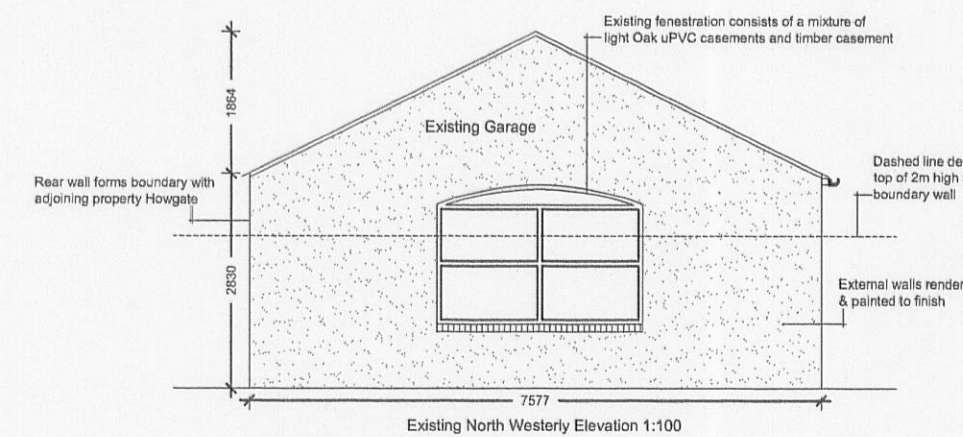 Existing fenestration consists of a mixture of
light Oak uPVC casements and timber casement
1864
Existing Garage
Rear wall forms boundary with
adjoining property Howgate
Dashed line de
top of 2m high
boundary wall
2830
External walls render
& painted to finish
7577
Existing North Westerly Elevation 1:100